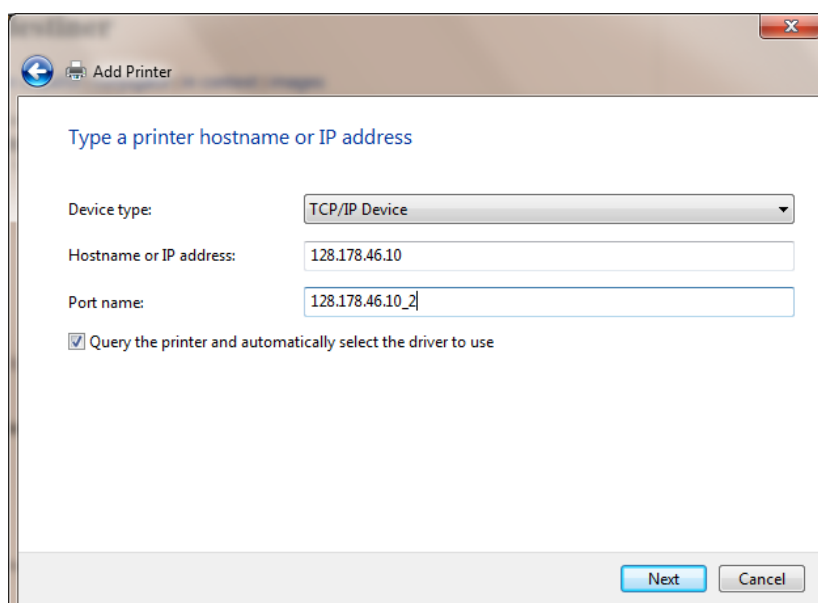 Add Printer
Type a printer hostname or IP address
Device type: TCP/IP Device
Hostname or IP address: 128.178.46.10
Port name: 128.178.46.10_2
Query the printer and automatically select the driver to use
Next Cancel